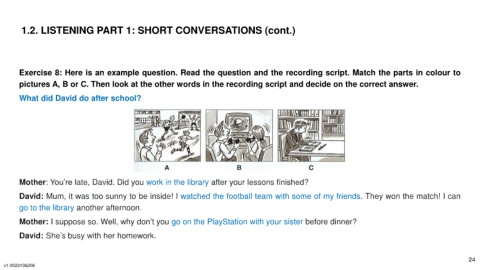 1.2. LISTENING PART 1: SHORT CONVERSATIONS (cont.)
Exercise 8: Here is an example question. Read the question and the recording script. Match the parts in colour to
pictures A, B or C. Then look at the other words in the recording script and decide on the correct answer.
What did David do after school?
A B C
Mother: You're late, David. Did you work in the library after your lessons finished?
David: Mum, it was too sunny to be inside! I watched the football team with some of my friends. They won the match! I can
go to the library another afternoon.
Mother: I suppose so. Well, why don't you go on the PlayStation with your sister before dinner?
David: She's busy with her homework.
24
v1.0023106206